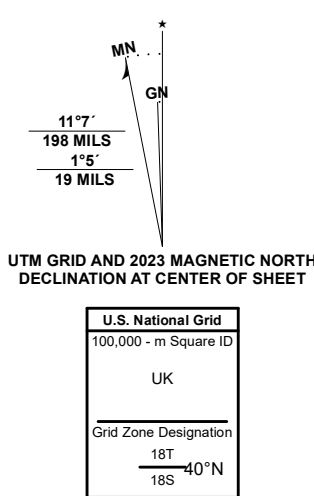 ★
MN
GN
11°7´
198 MILS
1°5´
19 MILS
UTM GRID AND 2023 MAGNETIC NORTH
DECLINATION AT CENTER OF SHEET
U.S. National Grid
100,000 - m Square ID
UK
Grid Zone Designation
18T
18S
40°N